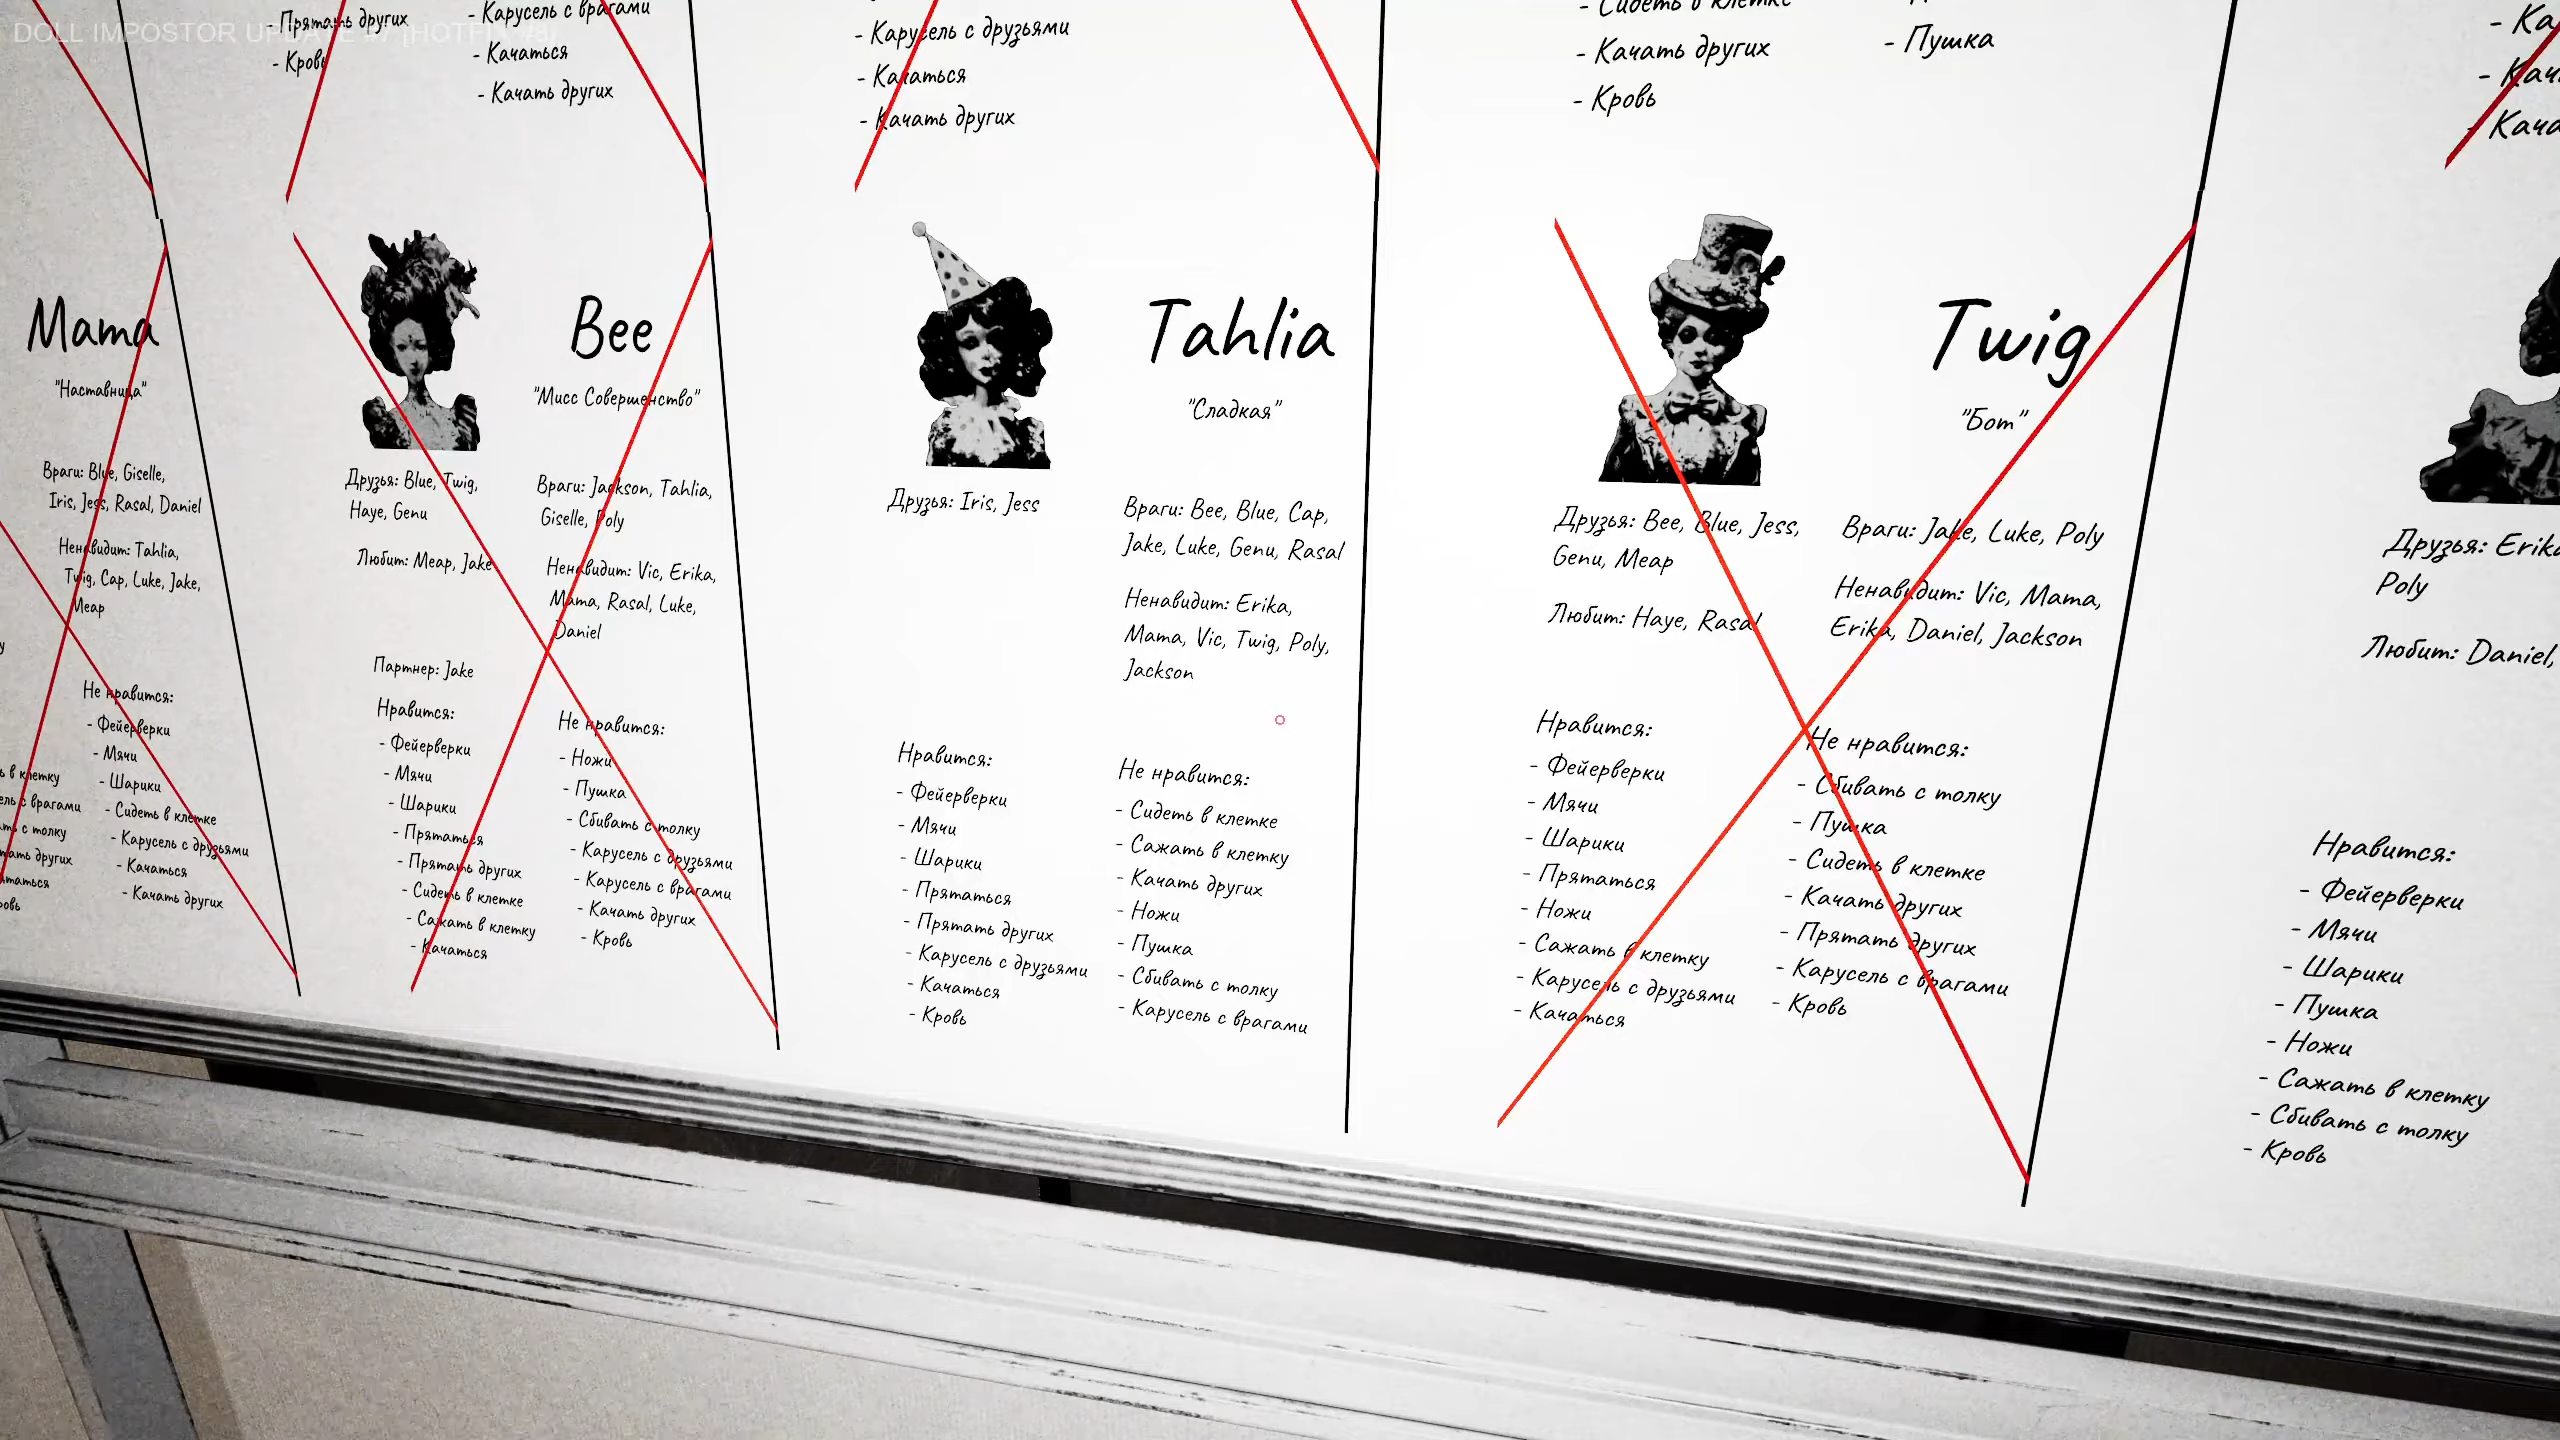 DOLL IMPOSTOR UPDATE
- Прятать других
- Кровь
- Карусель с врагами
- Качаться
- Качать других
- Карусель с друзьями
- Качаться
- Качать других
- Сидеть в клетке
- Качать других
- Кровь
- Пушка
Mama
"Наставница"
Враги: Blue, Giselle,
Iris, Jess, Rasal, Daniel
Ненавидит: Tahlia,
Twig, Cap, Luke, Jake,
Meap
Не нравится:
- Фейерверки
- Мячи
- Шарики
- Сидеть в клетке
- Карусель с друзьями
- Качаться
- Качать других
Bee
"Мисс Совершенство"
Друзья: Blue, Twig,
Haye, Genu
Любит: Meap, Jake
Партнер: Jake
Враги: Jackson, Tahlia,
Giselle, Poly
Ненавидит: Vic, Erika,
Mama, Rasal, Luke,
Daniel
Нравится:
- Фейерверки
- Мячи
- Шарики
- Прятаться
- Прятать других
- Сидеть в клетке
- Сажать в клетку
- Качаться
Не нравится:
- Ножи
- Пушка
- Сбивать с толку
- Карусель с друзьями
- Карусель с врагами
- Качать других
- Кровь
Tahlia
"Сладкая"
Друзья: Iris, Jess
Враги: Bee, Blue, Cap,
Jake, Luke, Genu, Rasal
Ненавидит: Erika,
Mama, Vic, Twig, Poly,
Jackson
Нравится:
- Фейерверки
- Мячи
- Шарики
- Прятаться
- Прятать других
- Карусель с друзьями
- Качаться
- Кровь
Не нравится:
- Сидеть в клетке
- Сажать в клетку
- Качать других
- Ножи
- Пушка
- Сбивать с толку
- Карусель с врагами
Twig
"Бот"
Друзья: Bee, Blue, Jess,
Genu, Meap
Любит: Haye, Rasal
Враги: Jake, Luke, Poly
Ненавидит: Vic, Mama,
Erika, Daniel, Jackson
Нравится:
- Фейерверки
- Мячи
- Шарики
- Прятаться
- Ножи
- Сажать в клетку
- Карусель с друзьями
- Качаться
Не нравится:
- Сбивать с толку
- Пушка
- Сидеть в клетке
- Качать других
- Прятать других
- Карусель с врагами
- Кровь
Друзья: Erika
Poly
Любит: Daniel,
Нравится:
- Фейерверки
- Мячи
- Шарики
- Пушка
- Ножи
- Сажать в клетку
- Сбивать с толку
- Кровь